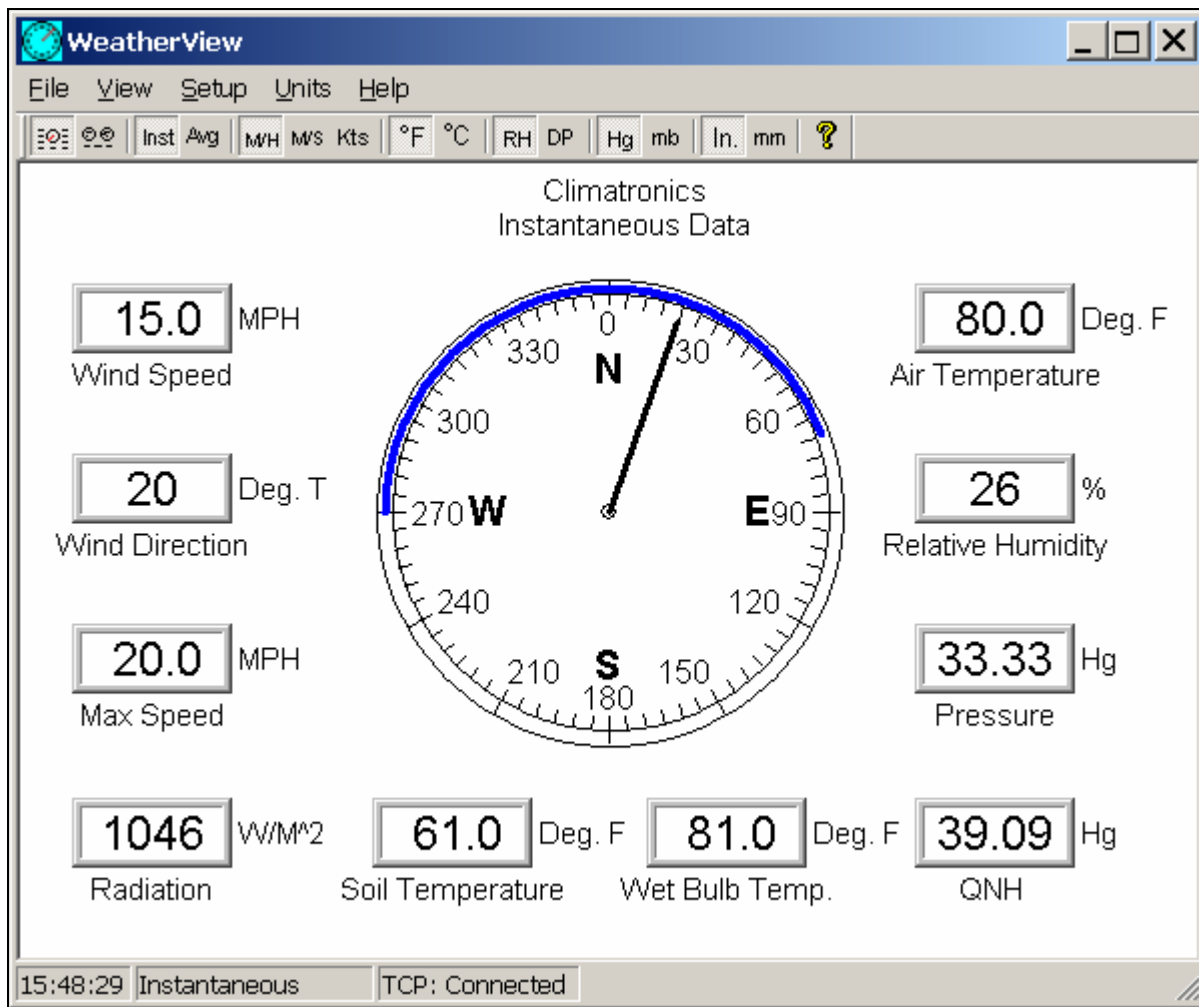 WeatherView
File View Setup Units Help
Inst Avg M/H M/S Kts °F °C RH DP Hg mb In. mm ?
Climatronics
Instantaneous Data
15.0 MPH
Wind Speed
20 Deg. T
Wind Direction
20.0 MPH
Max Speed
0
30
60
90
120
150
180
210
240
270
300
330
N
E
S
W
80.0 Deg. F
Air Temperature
26 %
Relative Humidity
33.33 Hg
Pressure
1046 W/M^2
Radiation
61.0 Deg. F
Soil Temperature
81.0 Deg. F
Wet Bulb Temp.
39.09 Hg
QNH
15:48:29 Instantaneous TCP: Connected